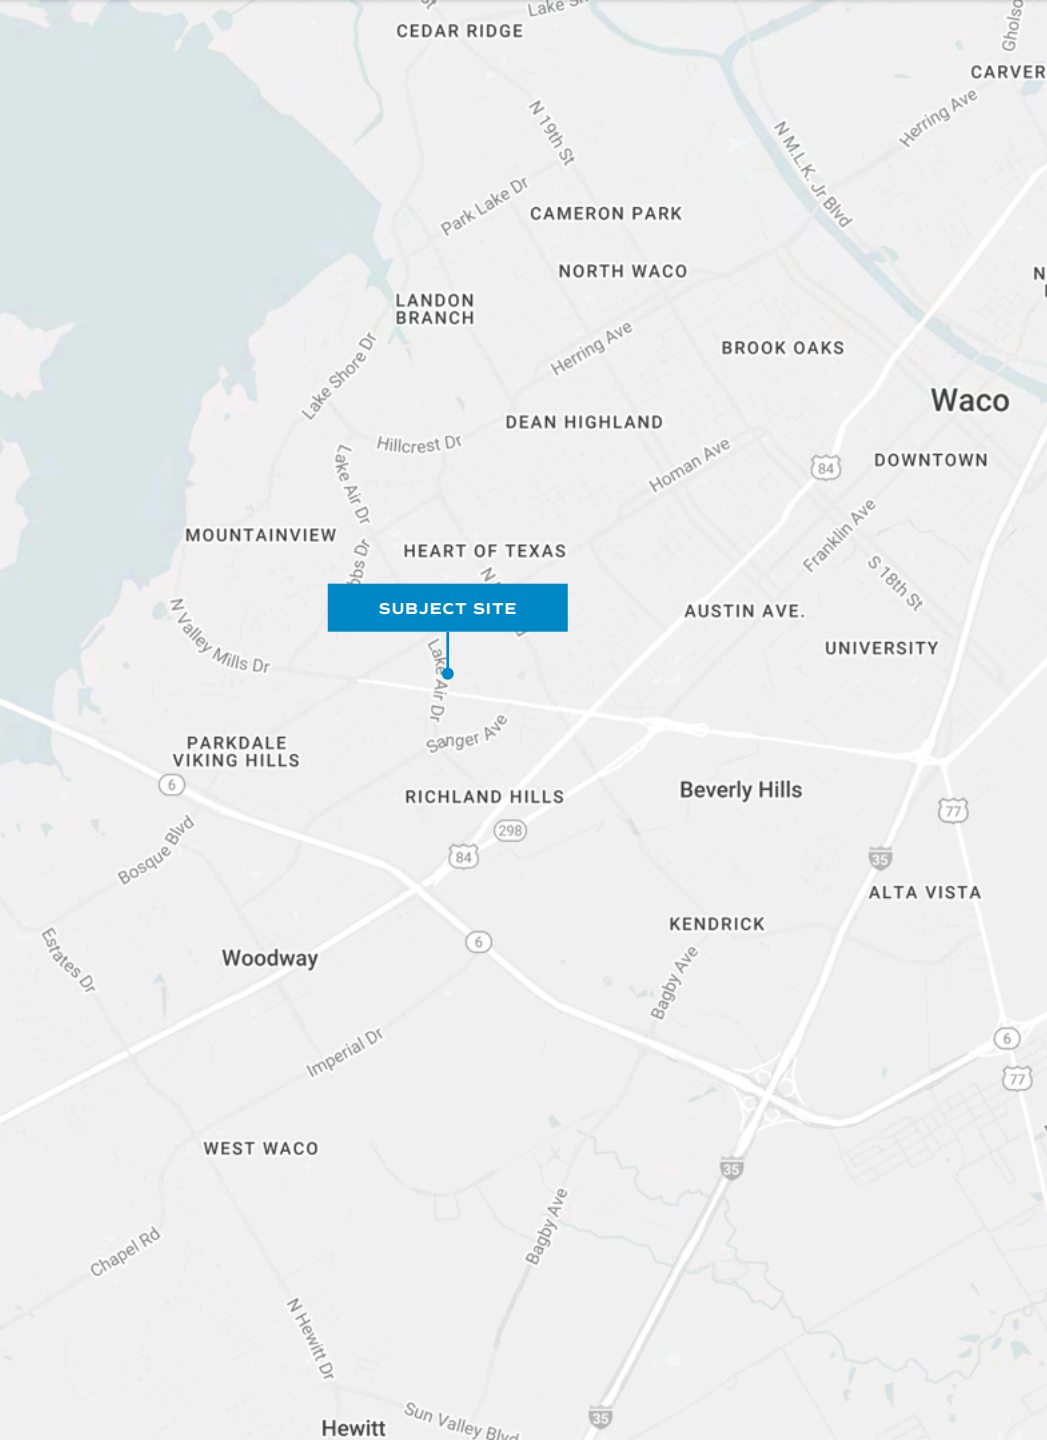 Lake
CEDAR RIDGE
CARVER
N 19th St
Herring Ave
N M.L.K. Jr Blvd
Park Lake Dr
CAMERON PARK
NORTH WACO
N
LANDON
BRANCH
Herring Ave
BROOK OAKS
Lake Shore Dr
Waco
DEAN HIGHLAND
Hillcrest Dr
Homan Ave
84
DOWNTOWN
Lake Air Dr
Franklin Ave
MOUNTAINVIEW
HEART OF TEXAS
bbs Dr
N
S 18th St
SUBJECT SITE
AUSTIN AVE.
N Valley Mills Dr
UNIVERSITY
Lake Air Dr
Sanger Ave
PARKDALE
VIKING HILLS
6
RICHLAND HILLS
Beverly Hills
298
77
Bosque Blvd
84
35
ALTA VISTA
KENDRICK
6
Estates Dr
Woodway
Bagby Ave
Imperial Dr
6
77
WEST WACO
35
Bagby Ave
Chapel Rd
N Hewitt Dr
Hewitt
Sun Valley Blvd
35